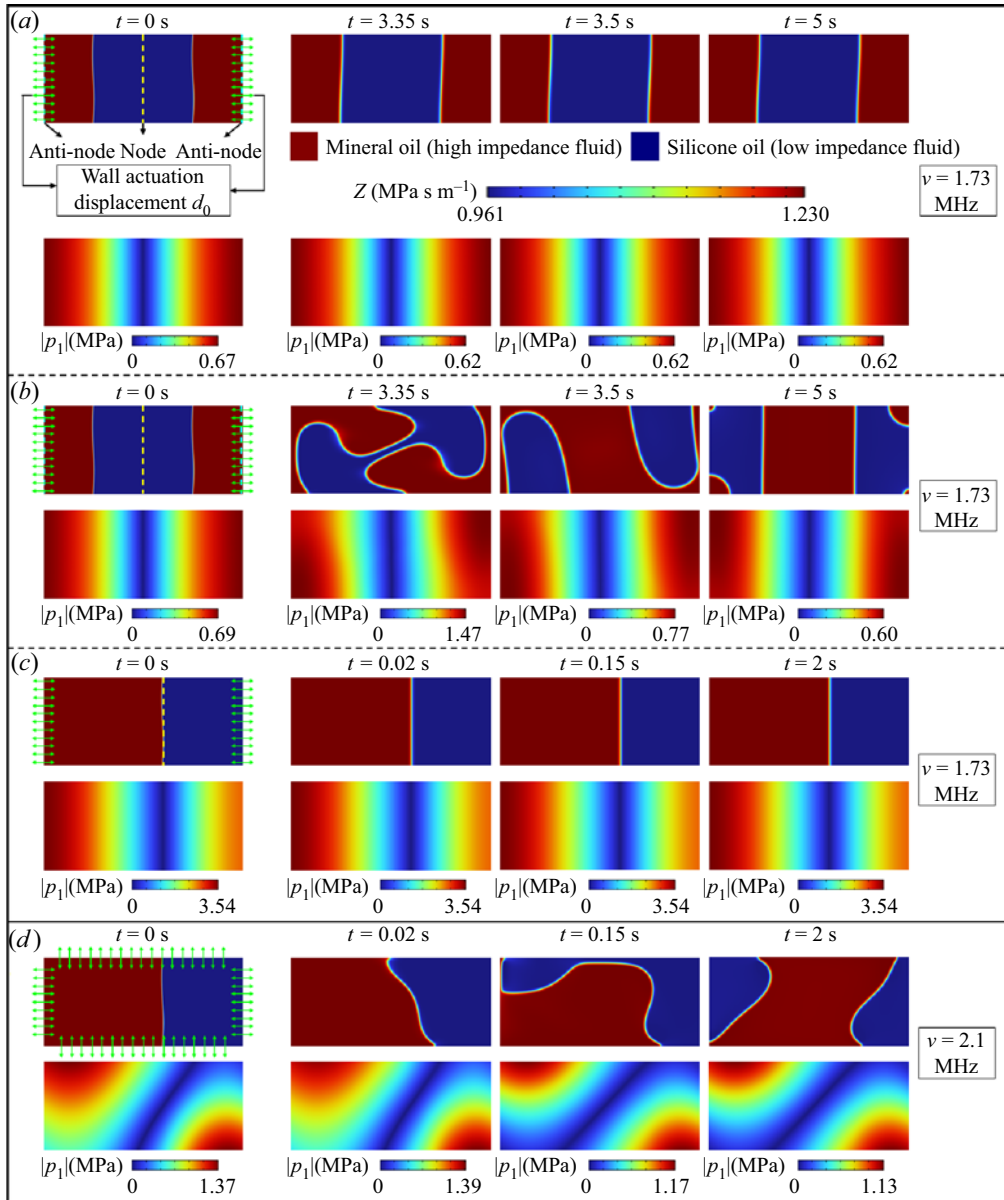 (a) t = 0 s t = 3.35 s t = 3.5 s t = 5 s
Anti-node Node Anti-node
Wall actuation
displacement d0
Mineral oil (high impedance fluid) Silicone oil (low impedance fluid)
Z (MPa s m−1)
0.961 1.230
v = 1.73
MHz
|p1|(MPa) |p1|(MPa) |p1|(MPa) |p1|(MPa)
0 0.67 0 0.62 0 0.62 0 0.62
(b) t = 0 s t = 3.35 s t = 3.5 s t = 5 s
v = 1.73
MHz
|p1|(MPa) |p1|(MPa) |p1|(MPa) |p1|(MPa)
0 0.69 0 1.47 0 0.77 0 0.60
(c) t = 0 s t = 0.02 s t = 0.15 s t = 2 s
v = 1.73
MHz
|p1|(MPa) |p1|(MPa) |p1|(MPa) |p1|(MPa)
0 3.54 0 3.54 0 3.54 0 3.54
(d) t = 0 s t = 0.02 s t = 0.15 s t = 2 s
v = 2.1
MHz
|p1|(MPa) |p1|(MPa) |p1|(MPa) |p1|(MPa)
0 1.37 0 1.39 0 1.17 0 1.13